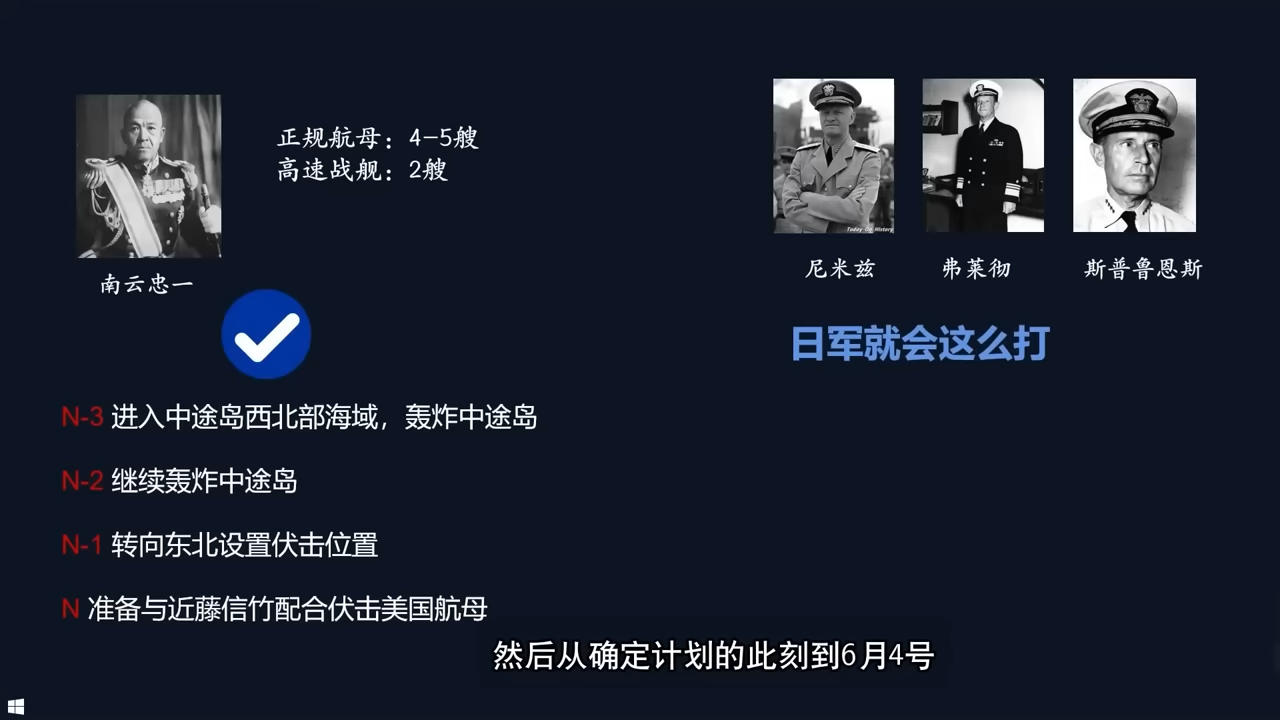 正规航母：4-5艘
高速战舰：2艘
Today·On·History
南云忠一
尼米兹
弗莱彻
斯普鲁恩斯
日军就会这么打
N-3 进入中途岛西北部海域，轰炸中途岛
N-2 继续轰炸中途岛
N-1 转向东北设置伏击位置
N 准备与近藤信竹配合伏击美国航母
然后从确定计划的此刻到6月4号